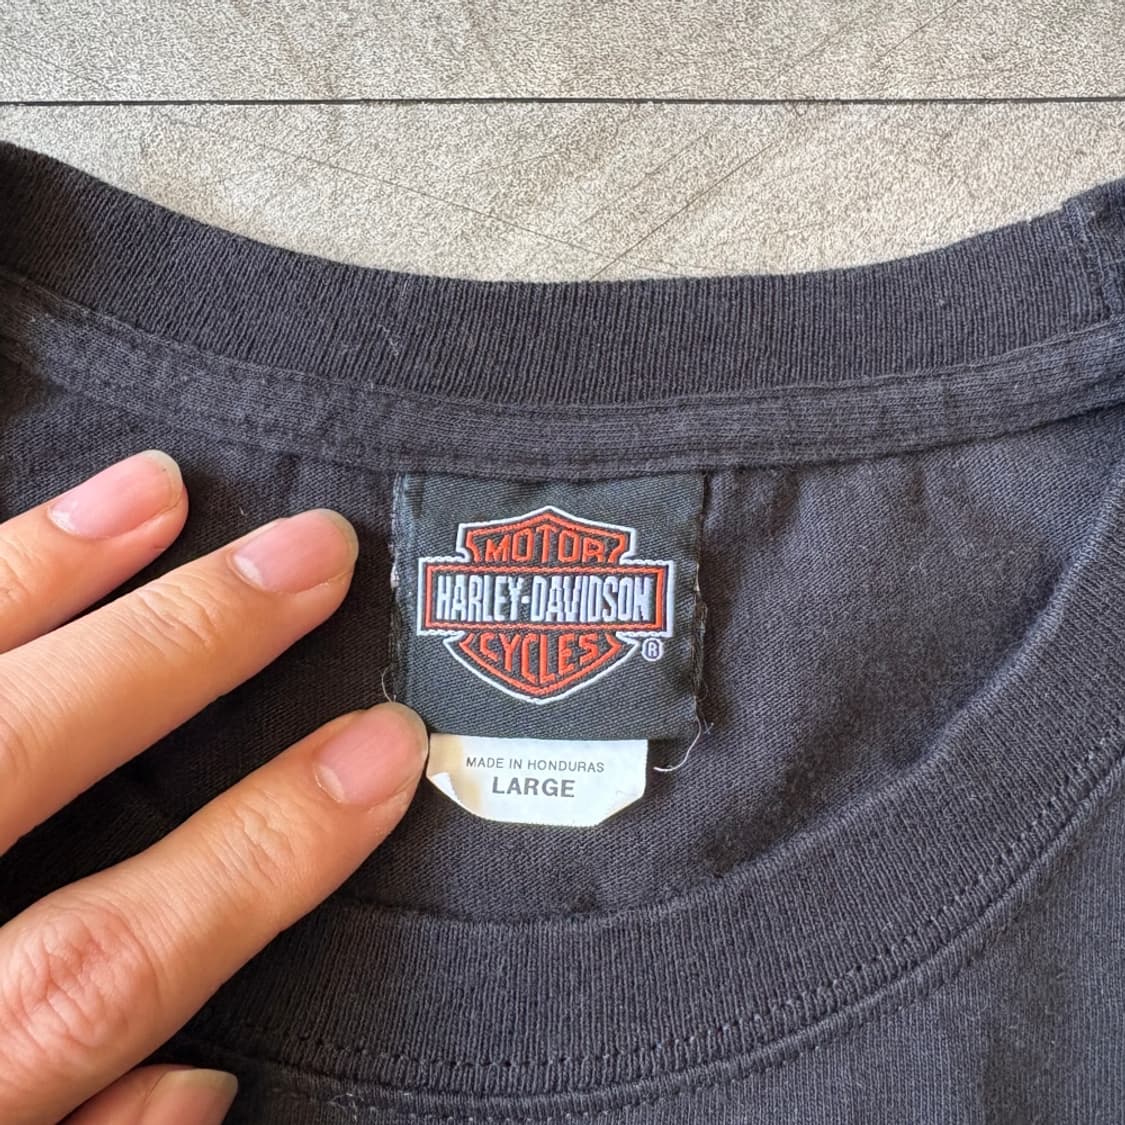 MOTOR
HARLEY-DAVIDSON
CYCLES
®
MADE IN HONDURAS
LARGE